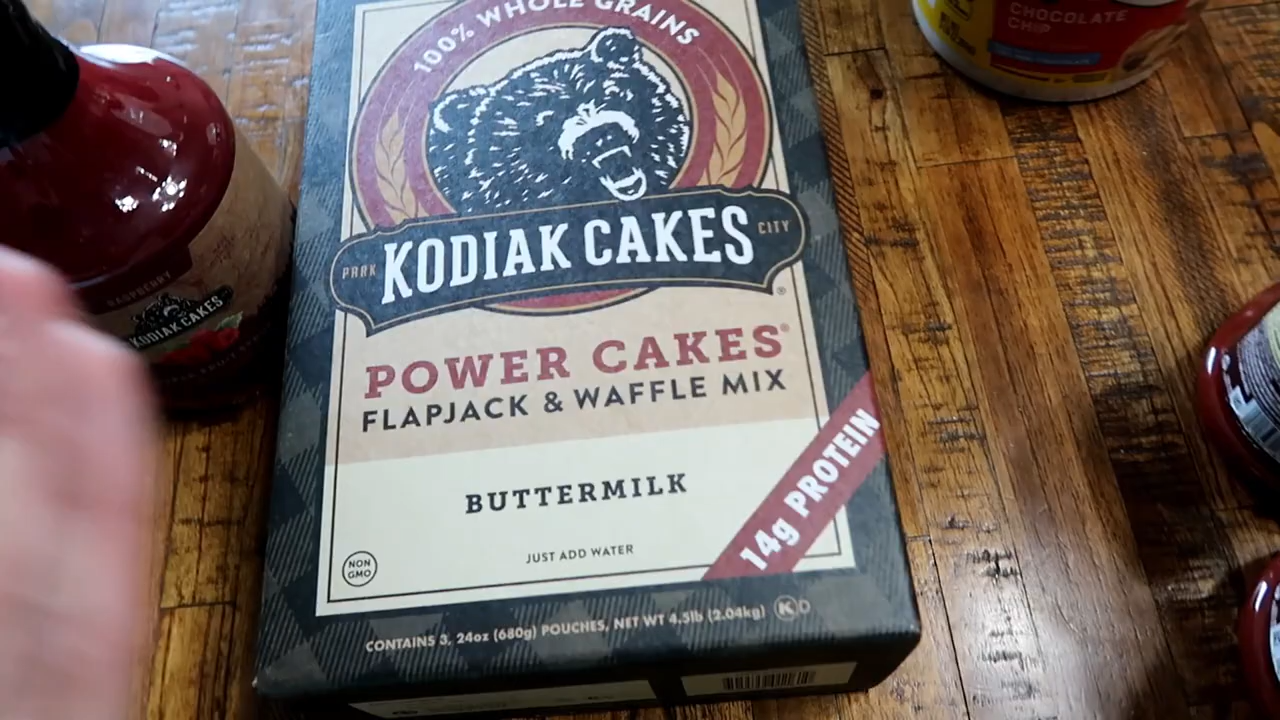 100% WHOLE GRAINS
PARK KODIAK CAKES CITY
®
POWER CAKES®
FLAPJACK & WAFFLE MIX
BUTTERMILK
14g PROTEIN
JUST ADD WATER
NON
GMO
CONTAINS 3, 24oz (680g) POUCHES, NET WT 4.5lb (2.04kg) K D
RASPBERRY
KODIAK CAKES
CHOCOLATE
CHIP